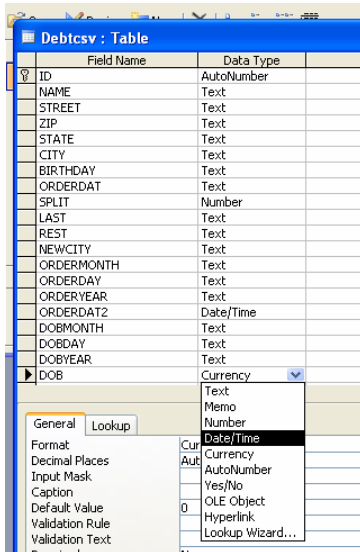 Debtcsv : Table
Field Name Data Type
ID AutoNumber
NAME Text
STREET Text
ZIP Text
STATE Text
CITY Text
BIRTHDAY Text
ORDERDAT Text
SPLIT Number
LAST Text
REST Text
NEWCITY Text
ORDERMONTH Text
ORDERDAY Text
ORDERYEAR Text
ORDERDAT2 Date/Time
DOBMONTH Text
DOBDAY Text
DOBYEAR Text
DOB Currency
Text
Memo
Number
Date/Time
Currency
AutoNumber
Yes/No
OLE Object
Hyperlink
Lookup Wizard...
General Lookup
Format Cur
Decimal Places Aut
Input Mask
Caption
Default Value 0
Validation Rule
Validation Text